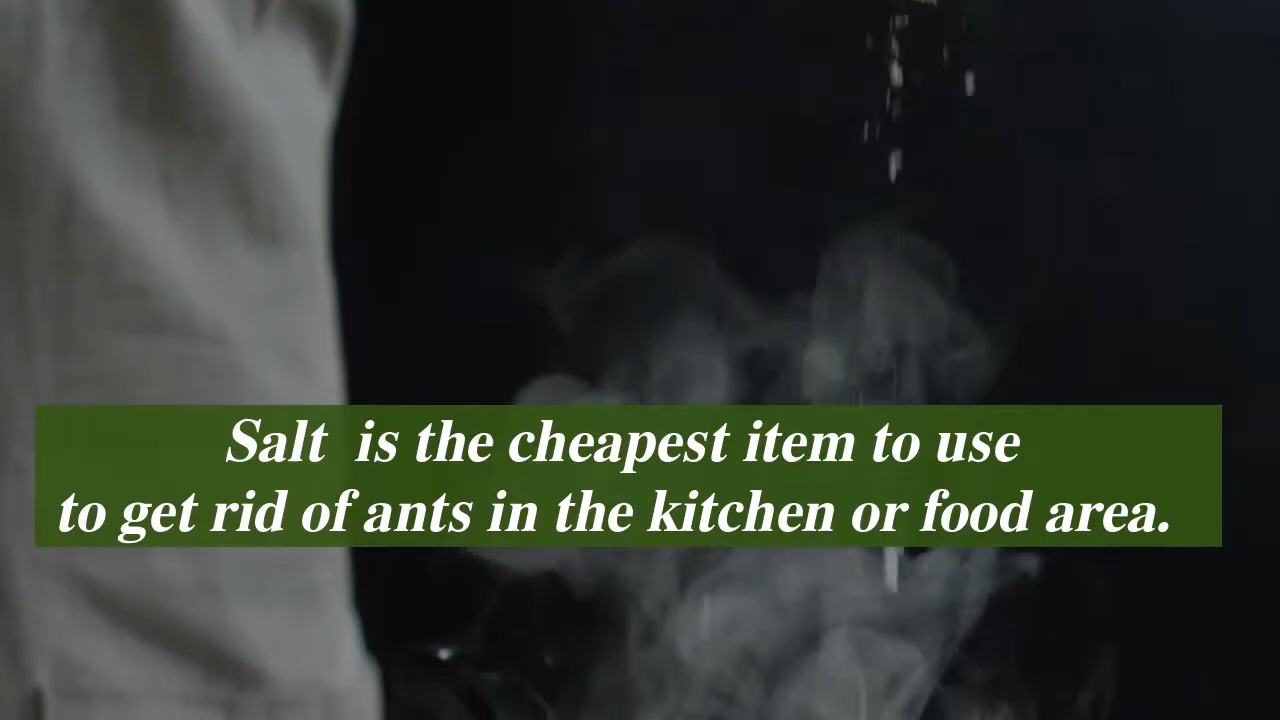 Salt  is the cheapest item to use
to get rid of ants in the kitchen or food area.